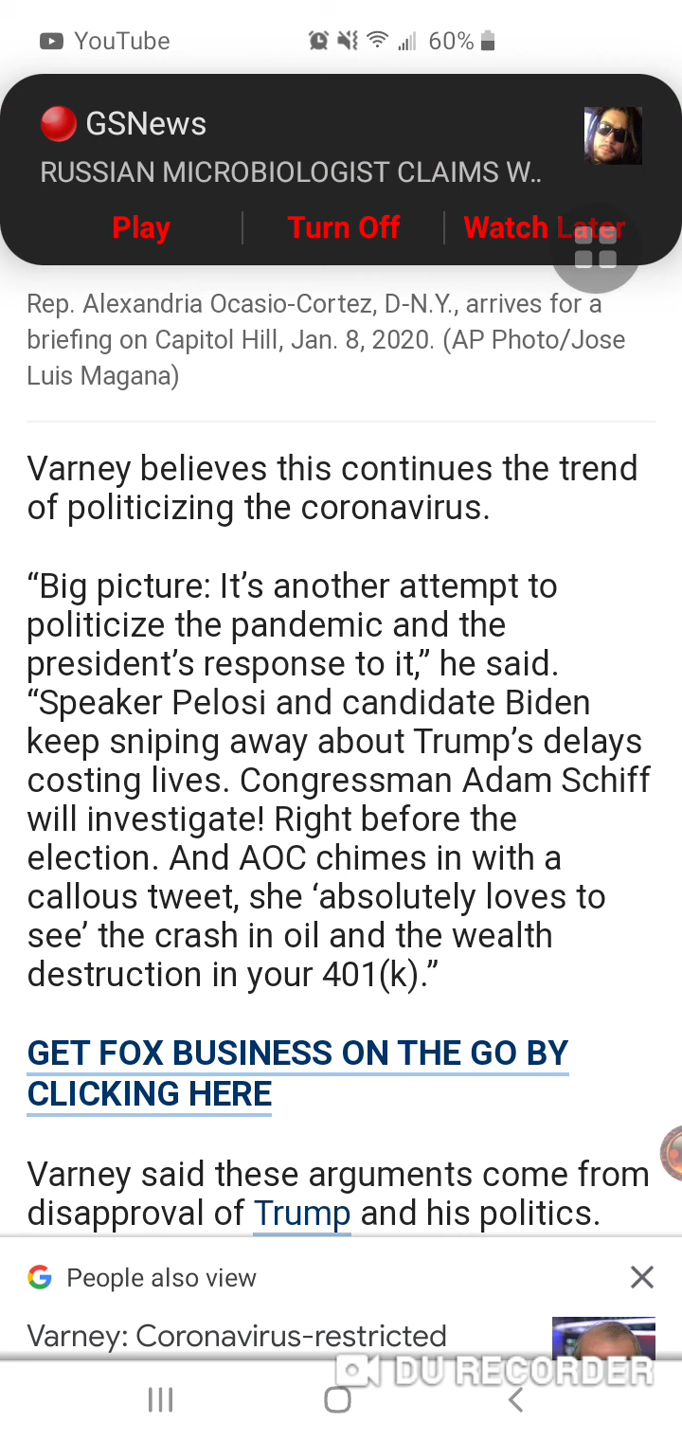 YouTube 60%
GSNews
RUSSIAN MICROBIOLOGIST CLAIMS W..
Play Turn Off Watch Later
Rep. Alexandria Ocasio-Cortez, D-N.Y., arrives for a
briefing on Capitol Hill, Jan. 8, 2020. (AP Photo/Jose
Luis Magana)
Varney believes this continues the trend
of politicizing the coronavirus.
“Big picture: It’s another attempt to
politicize the pandemic and the
president’s response to it,” he said.
“Speaker Pelosi and candidate Biden
keep sniping away about Trump’s delays
costing lives. Congressman Adam Schiff
will investigate! Right before the
election. And AOC chimes in with a
callous tweet, she ‘absolutely loves to
see’ the crash in oil and the wealth
destruction in your 401(k).”
GET FOX BUSINESS ON THE GO BY
CLICKING HERE
Varney said these arguments come from
disapproval of Trump and his politics.
G People also view
Varney: Coronavirus-restricted
DU RECORDER